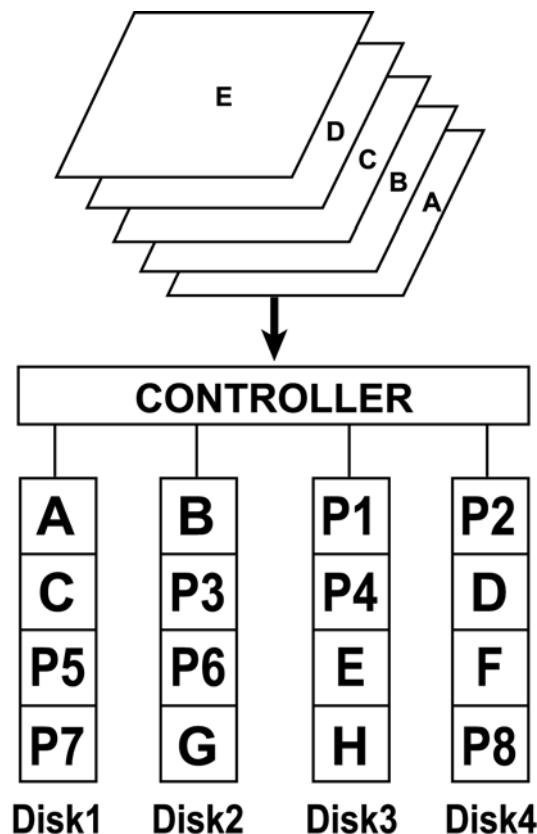 E
D
C
B
A
CONTROLLER
A B P1 P2
C P3 P4 D
P5 P6 E F
P7 G H P8
Disk1 Disk2 Disk3 Disk4